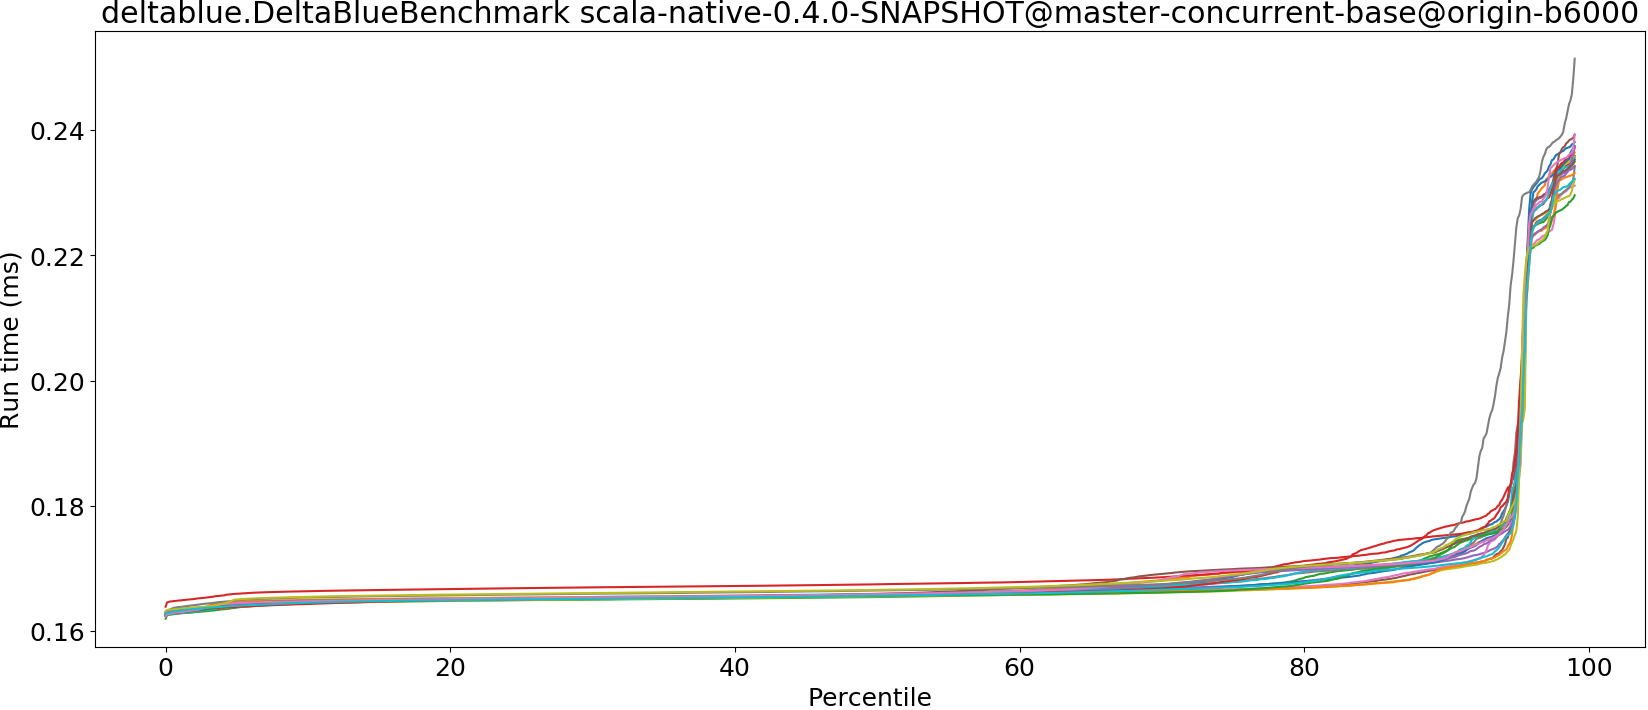 deltablue.DeltaBlueBenchmark scala-native-0.4.0-SNAPSHOT@master-concurrent-base@origin-b6000
Run time (ms)
0.24
0.22
0.20
0.18
0.16
0 20 40 60 80 100
Percentile